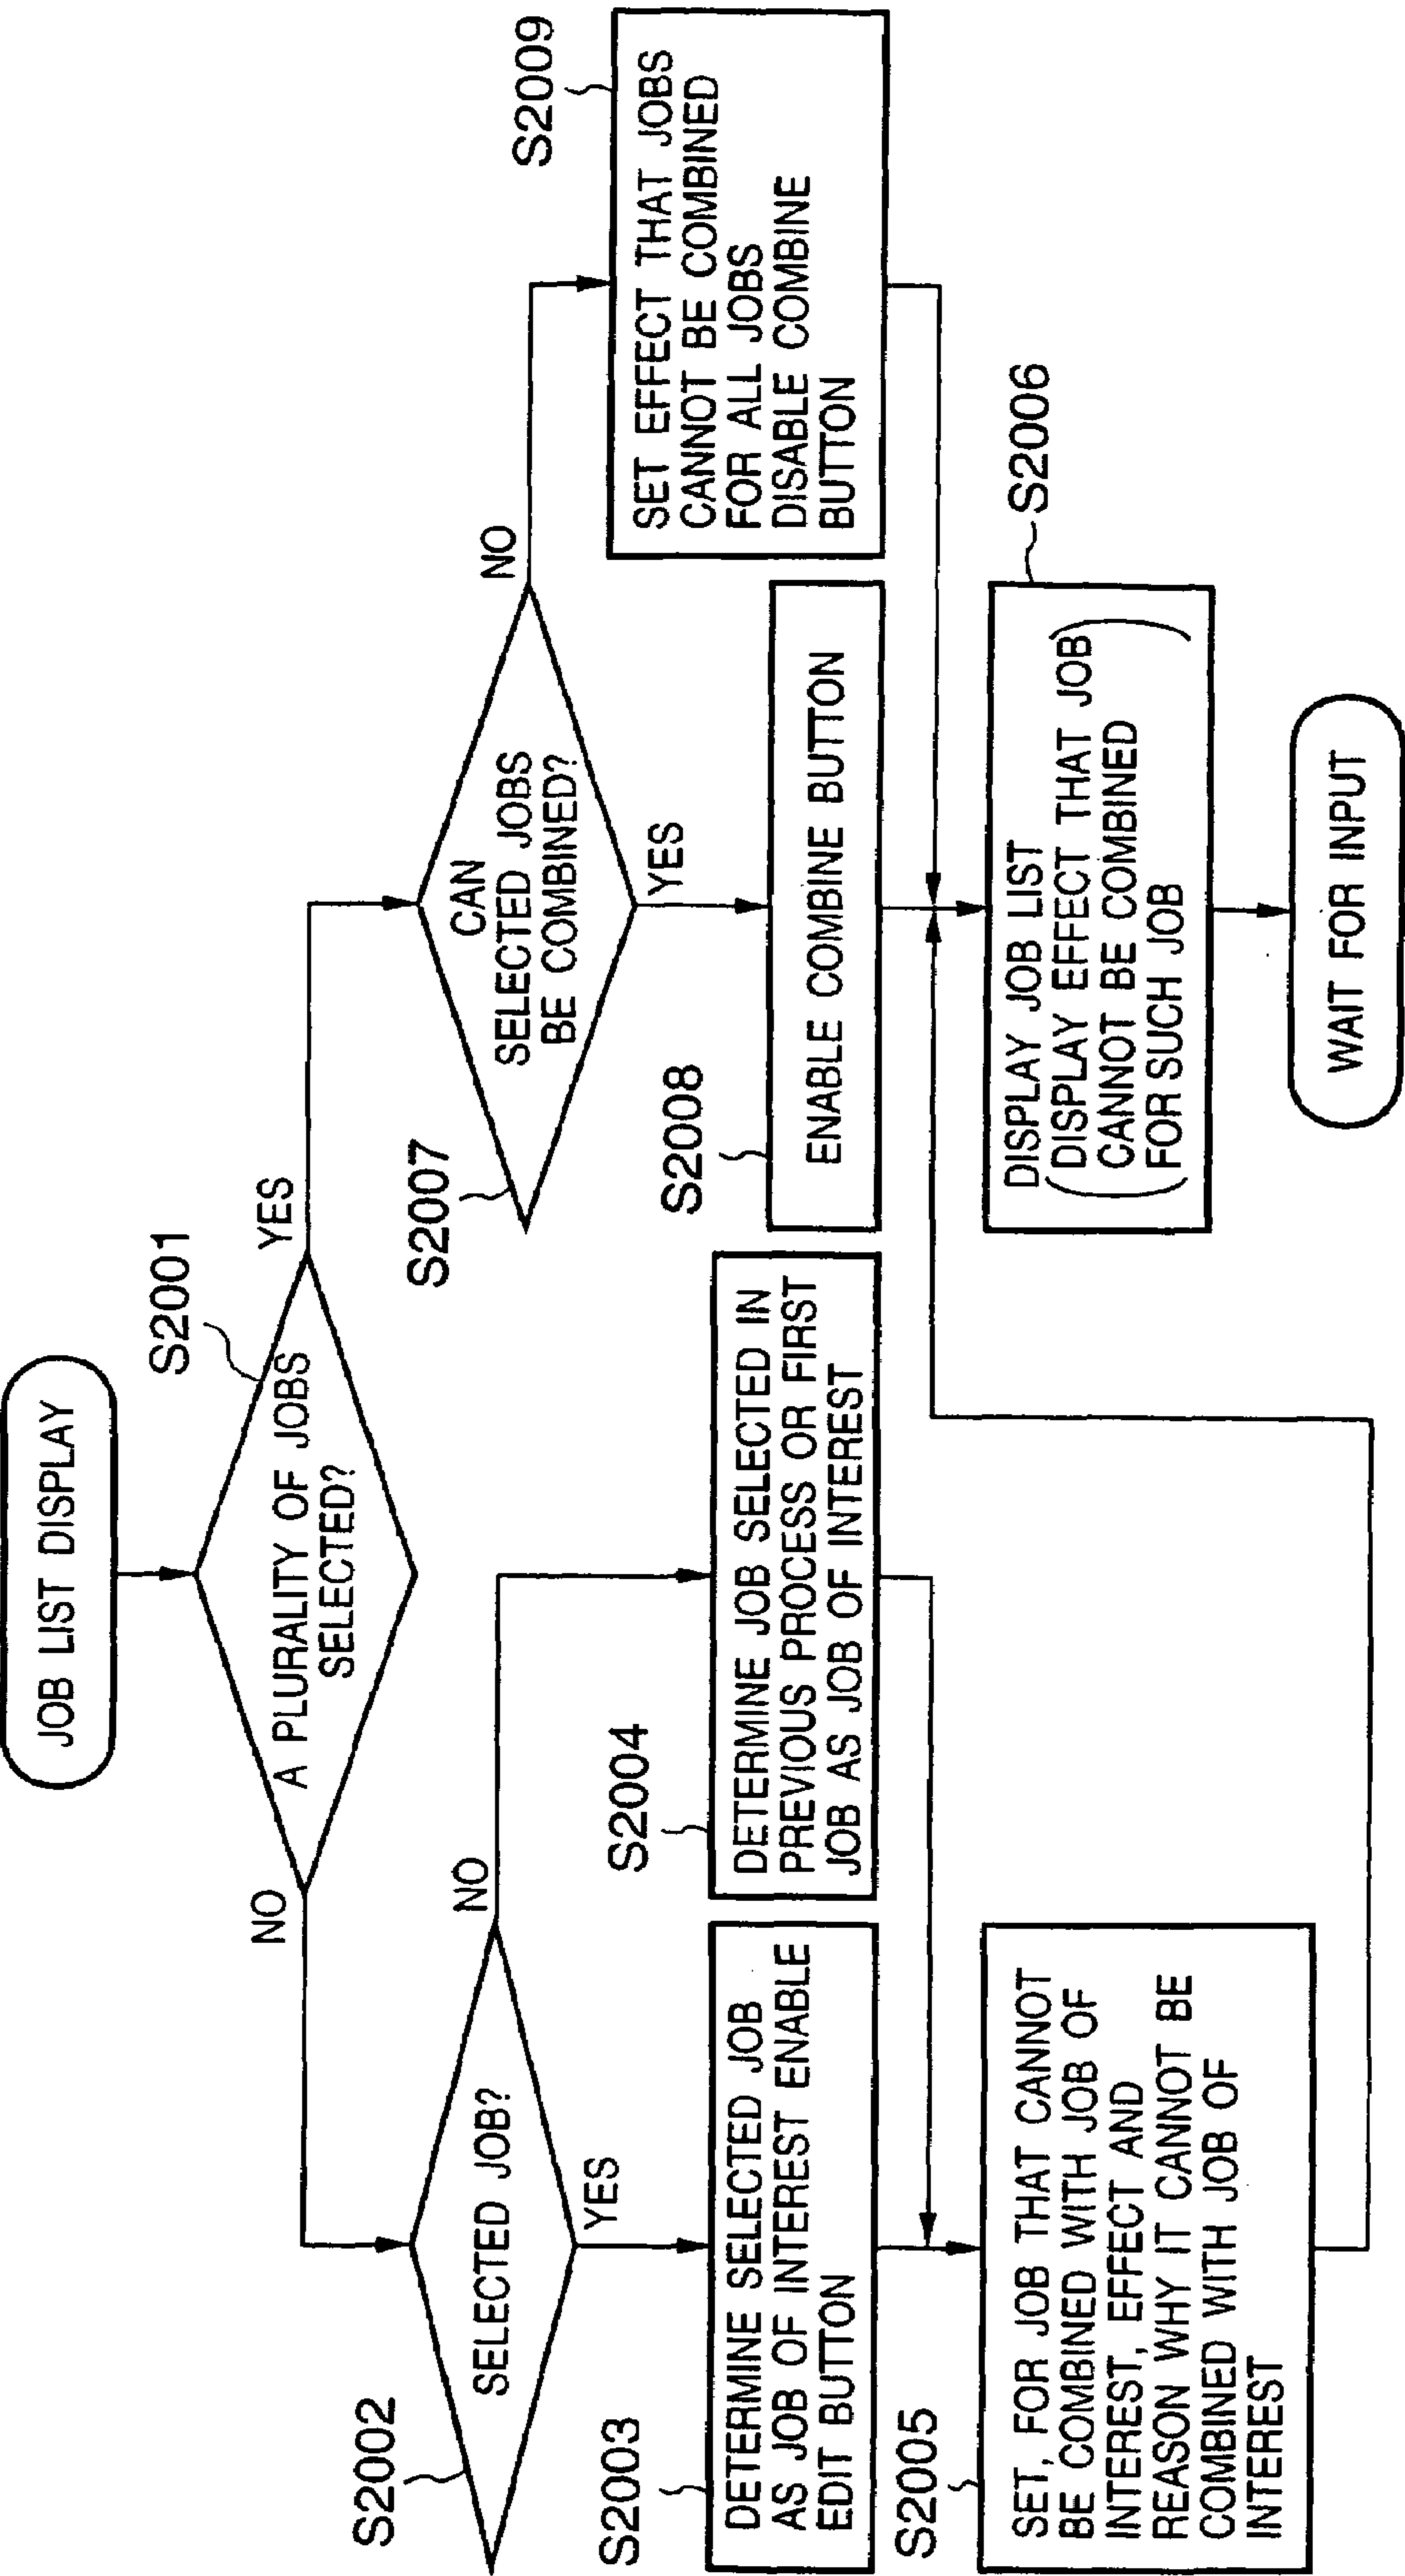 JOB LIST DISPLAY
S2001
A PLURALITY OF JOBS
SELECTED?
NO
YES
S2002
SELECTED JOB?
NO
YES
S2003
DETERMINE SELECTED JOB
AS JOB OF INTEREST ENABLE
EDIT BUTTON
S2004
DETERMINE JOB SELECTED IN
PREVIOUS PROCESS OR FIRST
JOB AS JOB OF INTEREST
S2005
SET, FOR JOB THAT CANNOT
BE COMBINED WITH JOB OF
INTEREST, EFFECT AND
REASON WHY IT CANNOT BE
COMBINED WITH JOB OF
INTEREST
S2007
CAN
SELECTED JOBS
BE COMBINED?
NO
YES
S2008
ENABLE COMBINE BUTTON
S2009
SET EFFECT THAT JOBS
CANNOT BE COMBINED
FOR ALL JOBS
DISABLE COMBINE
BUTTON
S2006
DISPLAY JOB LIST
(DISPLAY EFFECT THAT JOB
CANNOT BE COMBINED
FOR SUCH JOB)
WAIT FOR INPUT